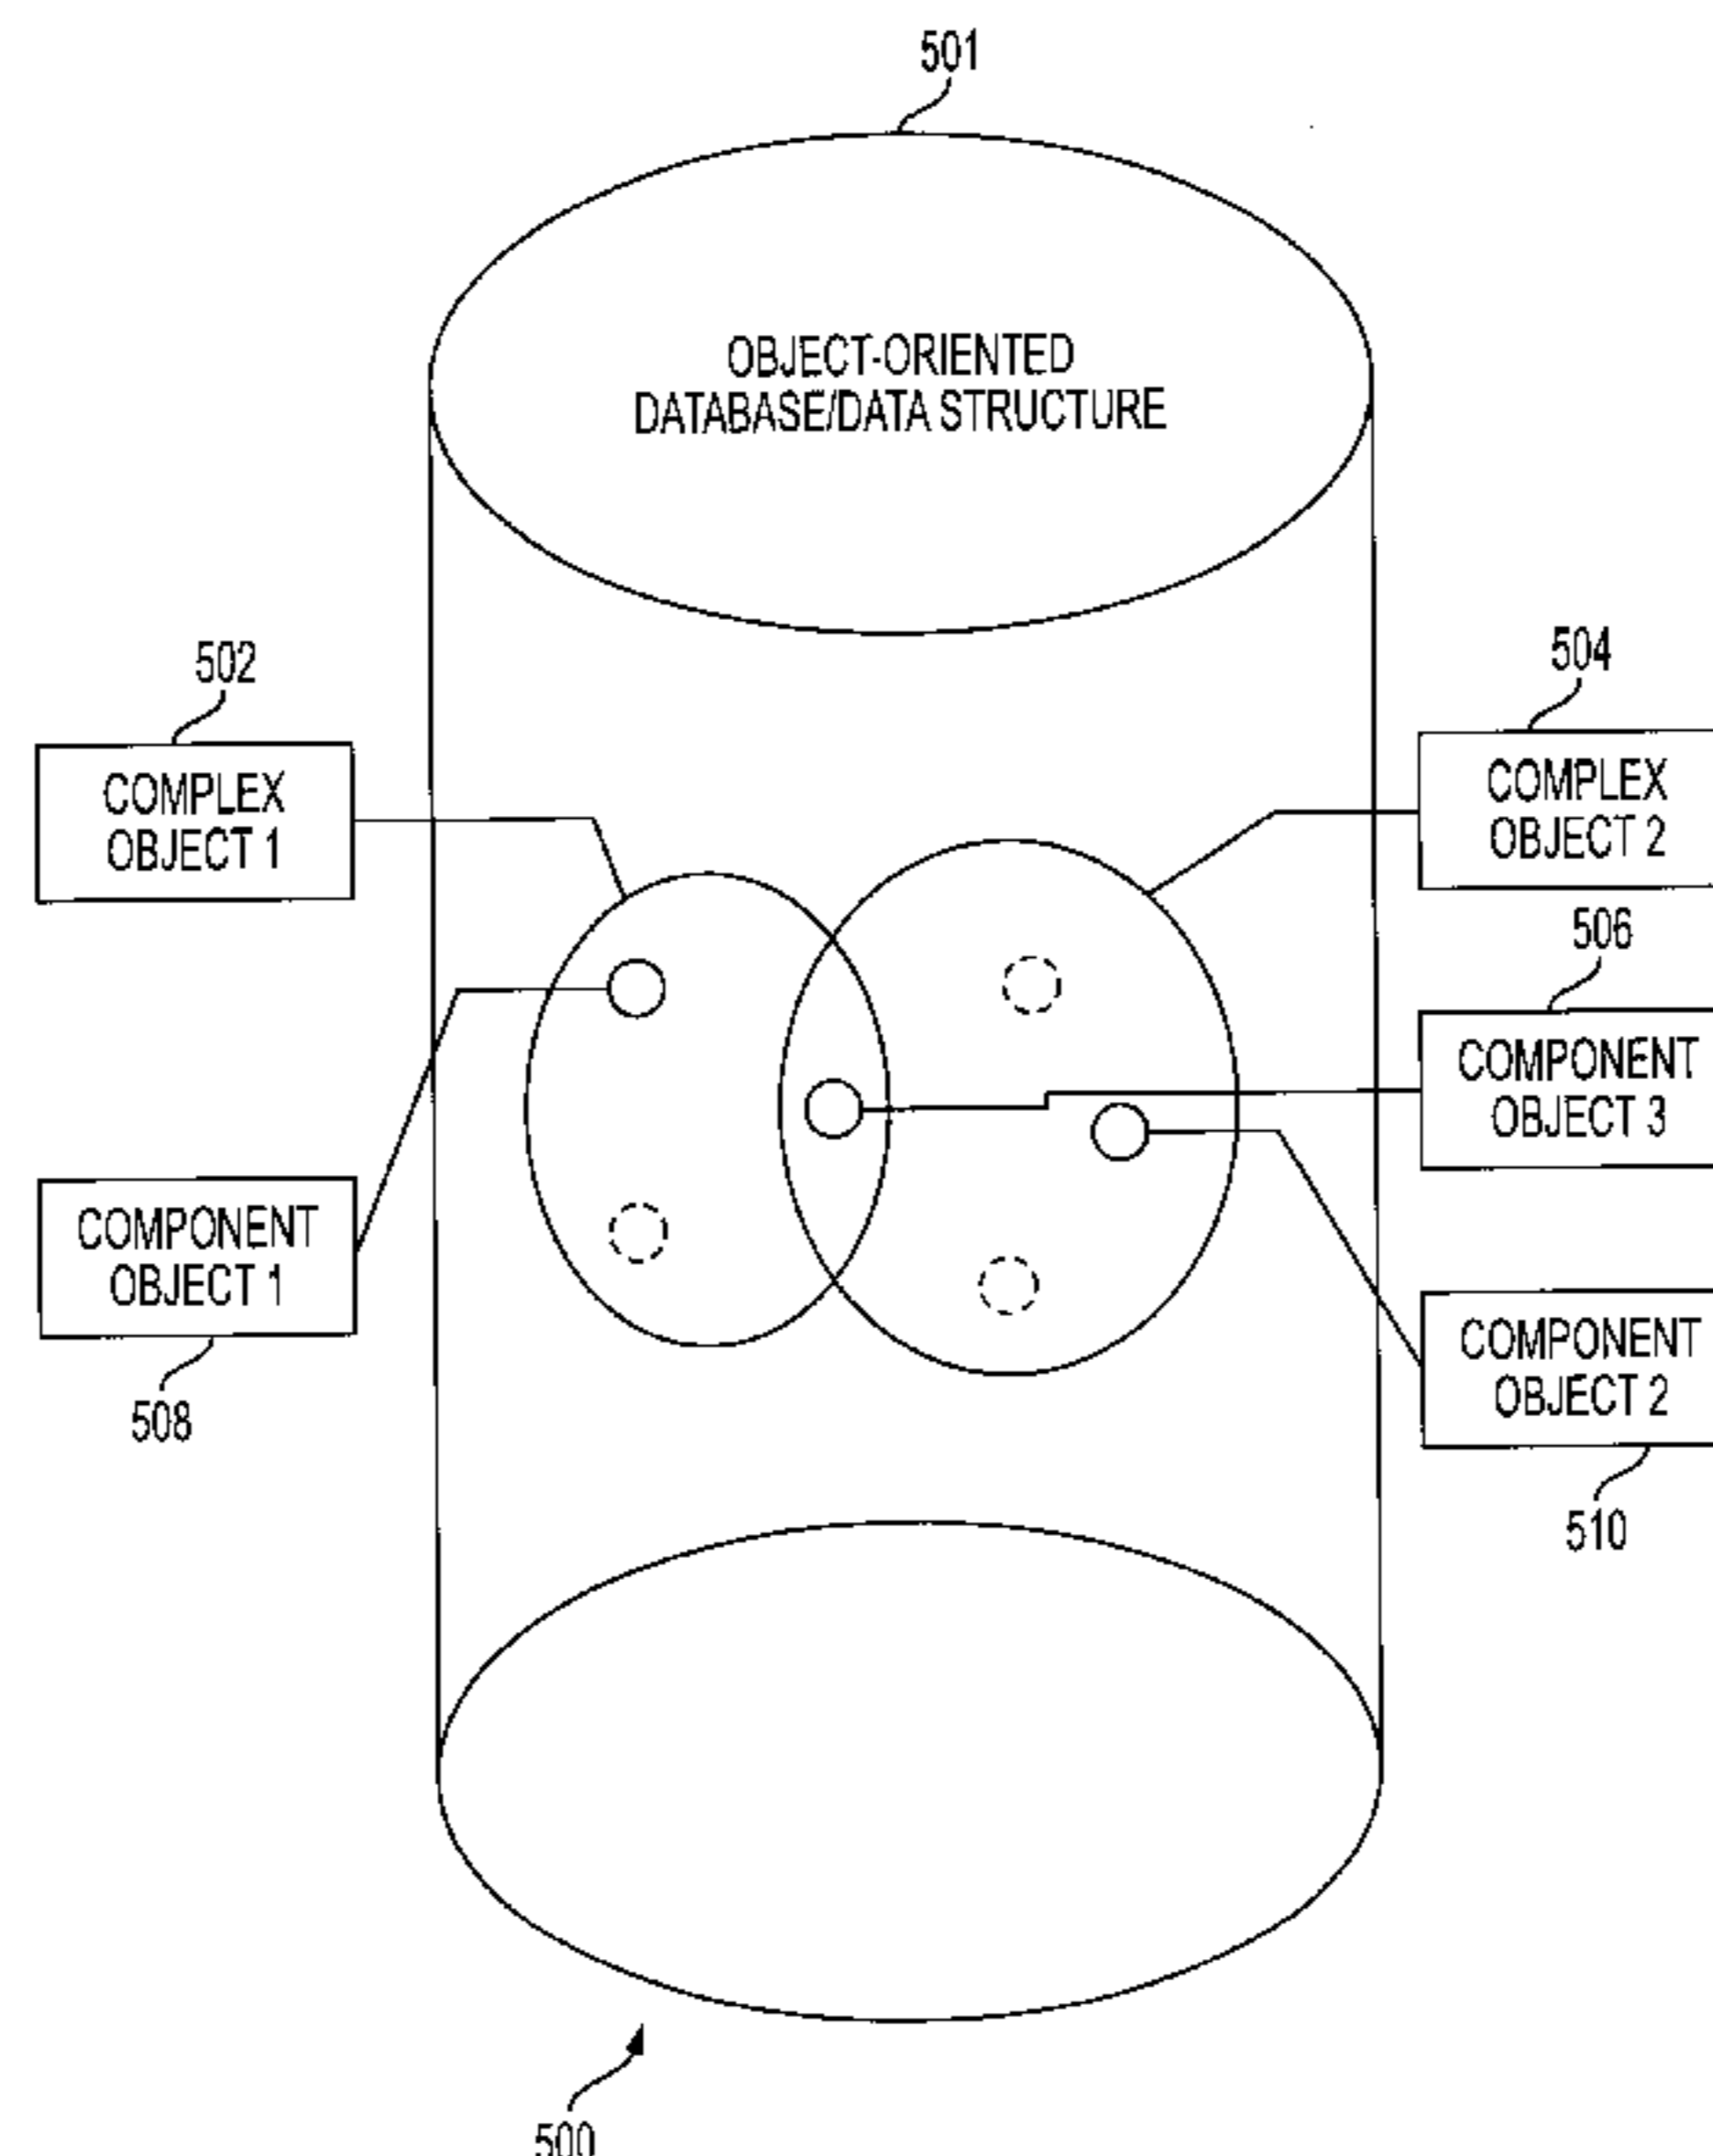 501
OBJECT-ORIENTED
DATABASE/DATA STRUCTURE
502
COMPLEX
OBJECT 1
504
COMPLEX
OBJECT 2
506
COMPONENT
OBJECT 3
COMPONENT
OBJECT 1
508
COMPONENT
OBJECT 2
510
500